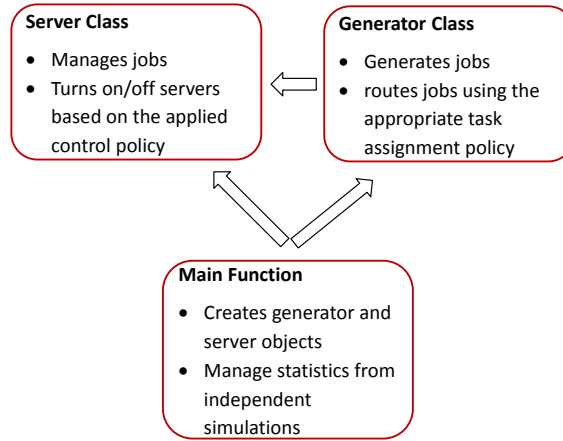 Server Class
• Manages jobs
• Turns on/off servers
based on the applied
control policy
Generator Class
• Generates jobs
• routes jobs using the
appropriate task
assignment policy
Main Function
• Creates generator and
server objects
• Manage statistics from
independent
simulations